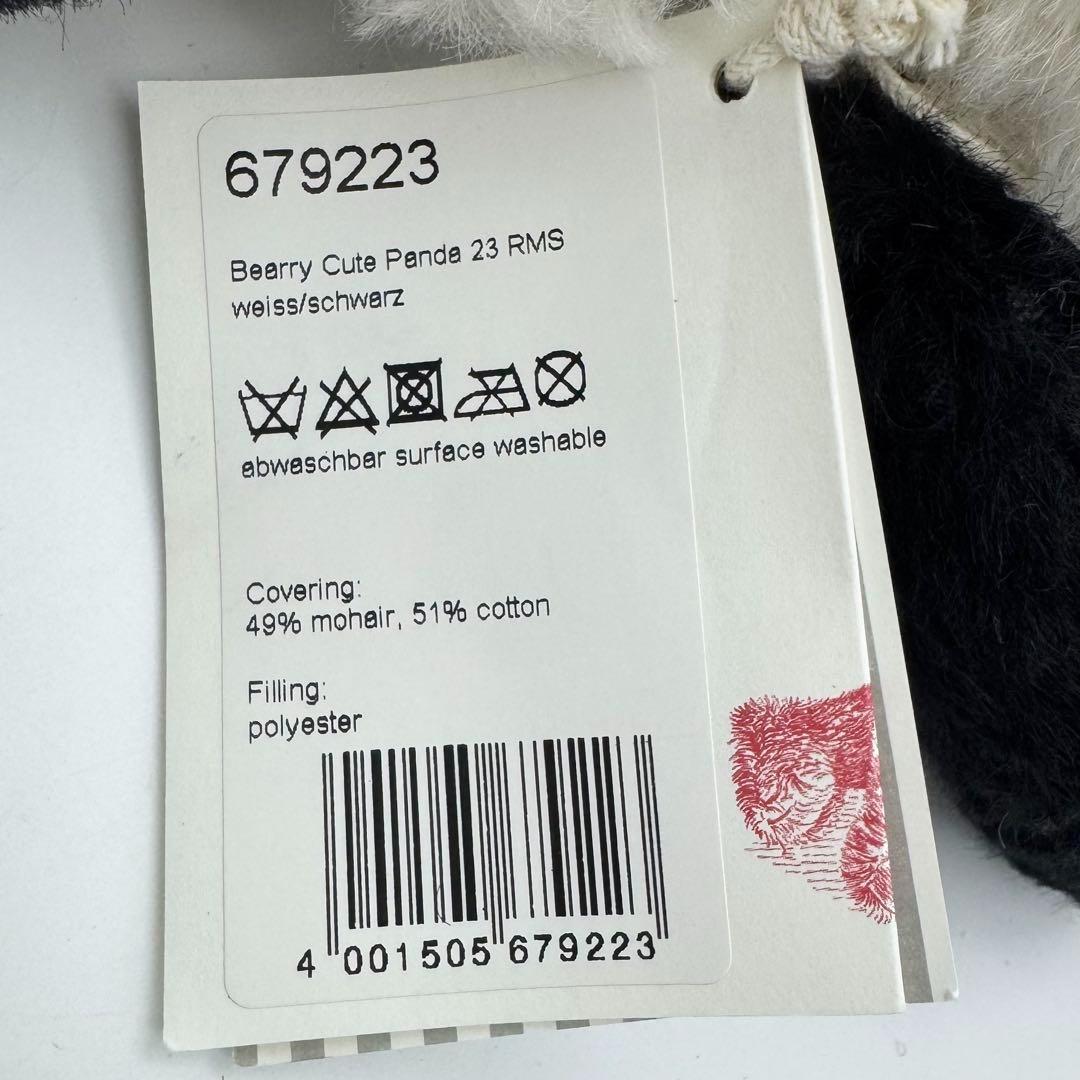 679223
Bearry Cute Panda 23 RMS
weiss/schwarz
abwaschbar surface washable
Covering:
49% mohair, 51% cotton
Filling:
polyester
4 001505 679223